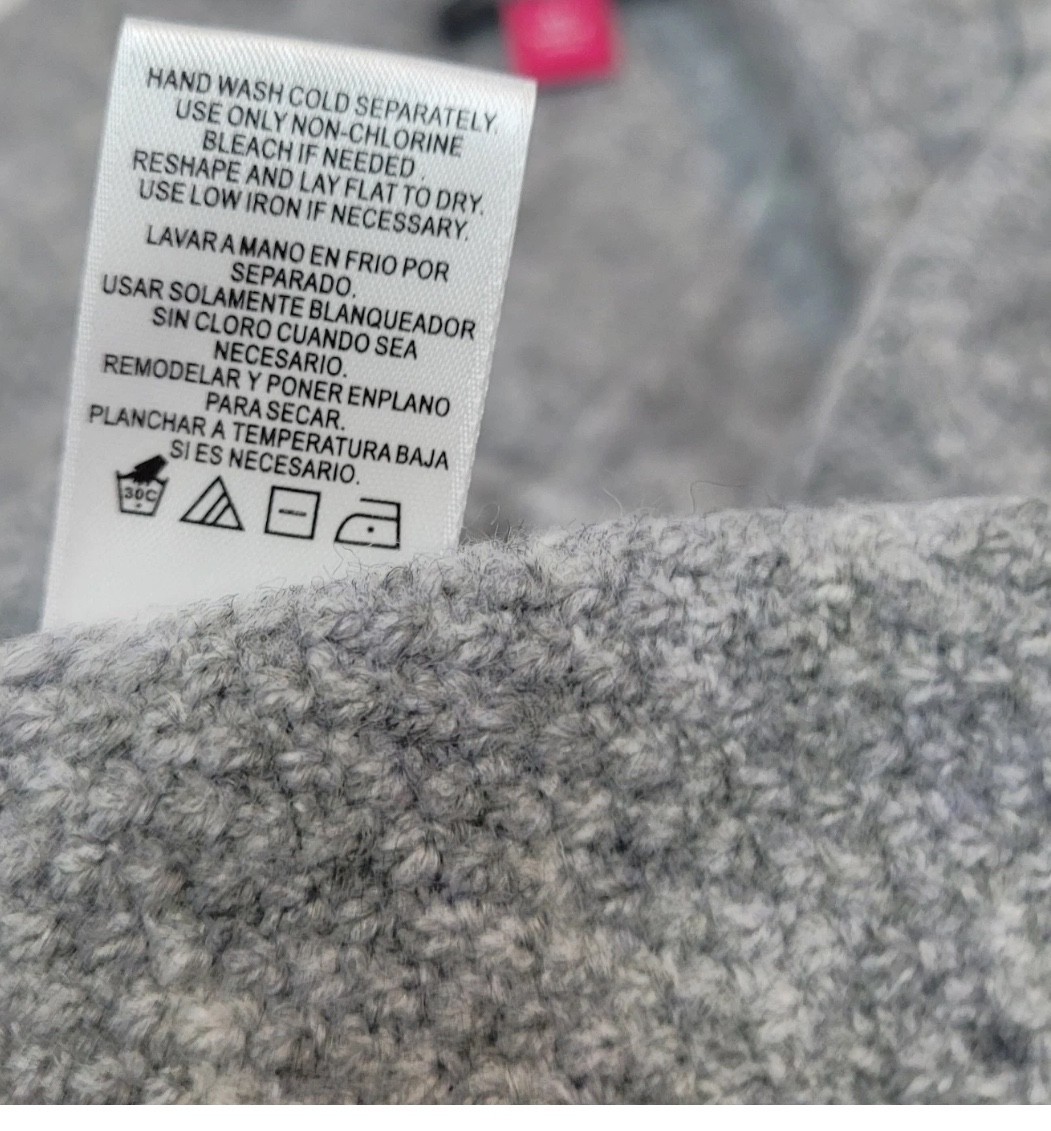 HAND WASH COLD SEPARATELY.
USE ONLY NON-CHLORINE
BLEACH IF NEEDED.
RESHAPE AND LAY FLAT TO DRY.
USE LOW IRON IF NECESSARY.
LAVAR A MANO EN FRIO POR
SEPARADO.
USAR SOLAMENTE BLANQUEADOR
SIN CLORO CUANDO SEA
NECESARIO.
REMODELAR Y PONER ENPLANO
PARA SECAR.
PLANCHAR A TEMPERATURA BAJA
SI ES NECESARIO.
30C